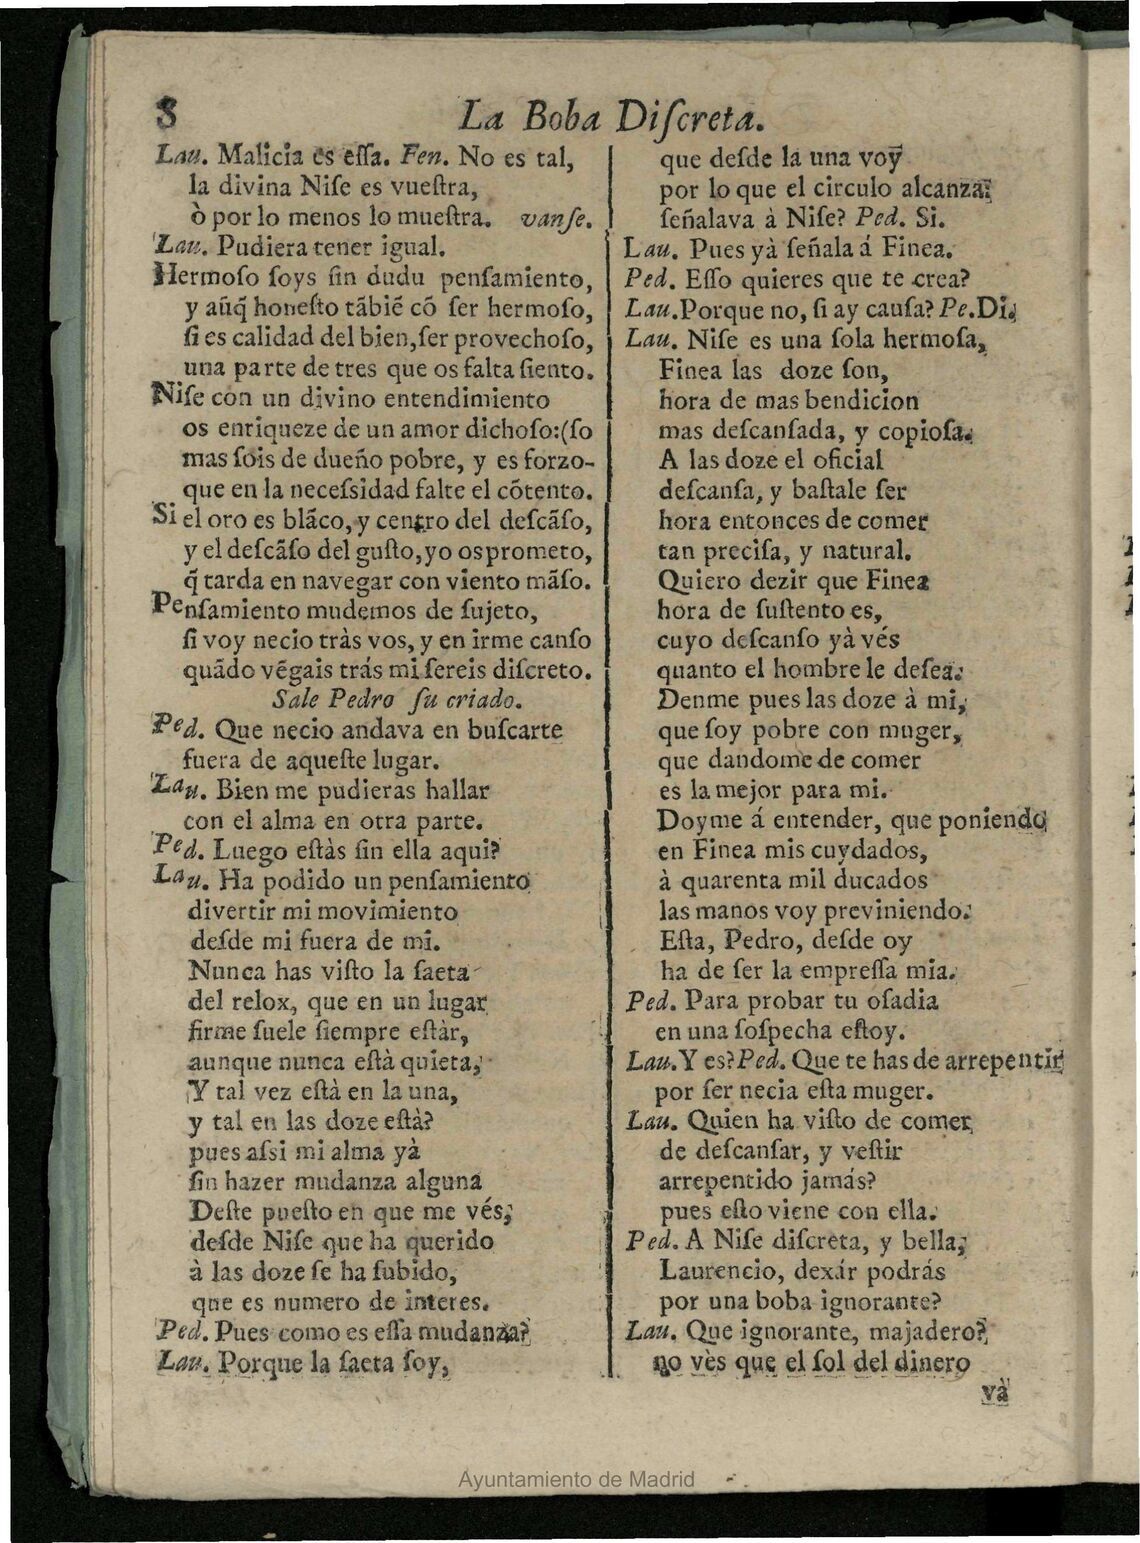 8
La Boba Diſcreta.
Lau. Malicia es eſſa. Fen. No es tal,
la divina Niſe es vueſtra,
ò por lo menos lo mueſtra. vanſe.
Lau. Pudiera tener igual.
Hermoſo ſoys ſin dudu penſamiento,
y aũq̃ honeſto tãbiẽ cõ ſer hermoſo,
ſi es calidad del bien, ſer provechoſo,
una parte de tres que os falta ſiento.
Niſe con un divino entendimiento
os enriqueze de un amor dichoſo:(ſo
mas ſois de dueño pobre, y es forzo-
que en la neceſsidad falte el cõtento.
Si el oro es blãco, y centro del deſcãſo,
y el deſcãſo del guſto, yo os prometo,
q̃ tarda en navegar con viento mãſo.
Penſamiento mudemos de ſujeto,
ſi voy necio tràs vos, y en irme canſo
quãdo vẽgais trás mi ſereis diſcreto.
Sale Pedro ſu criado.
Ped. Que necio andava en buſcarte
fuera de aqueſte lugar.
Lau. Bien me pudieras hallar
con el alma en otra parte.
Ped. Luego eſtàs ſin ella aqui?
Lau. Ha podido un penſamiento
divertir mi movimiento
deſde mi fuera de mi.
Nunca has viſto la ſaeta
del relox, que en un lugar
firme ſuele ſiempre eſtàr,
aunque nunca eſtà quieta,
Y tal vez eſtà en la una,
y tal en las doze eſtà?
pues aſsi mi alma yà
ſin hazer mudanza alguna
Deſte pueſto en que me vés,
deſde Niſe que ha querido
à las doze ſe ha ſubido,
que es numero de interes.
Ped. Pues como es eſſa mudanza?
Lau. Porque la ſaeta ſoy,
que deſde la una voy
por lo que el circulo alcanza;
ſeñalava à Niſe? Ped. Si.
Lau. Pues yà ſeñala á Finea.
Ped. Eſſo quieres que te crea?
Lau. Porque no, ſi ay cauſa? Pe. Di.
Lau. Niſe es una ſola hermoſa,
Finea las doze ſon,
hora de mas bendicion
mas deſcanſada, y copioſa.
A las doze el oficial
deſcanſa, y baſtale ſer
hora entonces de comer
tan preciſa, y natural.
Quiero dezir que Finea
hora de ſuſtento es,
cuyo deſcanſo yà vés
quanto el hombre le deſea.
Denme pues las doze à mi,
que ſoy pobre con muger,
que dandome de comer
es la mejor para mi.
Doyme á entender, que poniendo
en Finea mis cuydados,
à quarenta mil ducados
las manos voy previniendo.
Eſta, Pedro, deſde oy
ha de ſer la empreſſa mia.
Ped. Para probar tu oſadia
en una ſoſpecha eſtoy.
Lau. Y es? Ped. Que te has de arrepentir
por ſer necia eſta muger.
Lau. Quien ha viſto de comer,
de deſcanſar, y veſtir
arrepentido jamás?
pues eſto viene con ella.
Ped. A Niſe diſcreta, y bella,
Laurencio, dexár podrás
por una boba ignorante?
Lau. Que ignorante, majadero?
no vès que el ſol del dinero
và
Ayuntamiento de Madrid